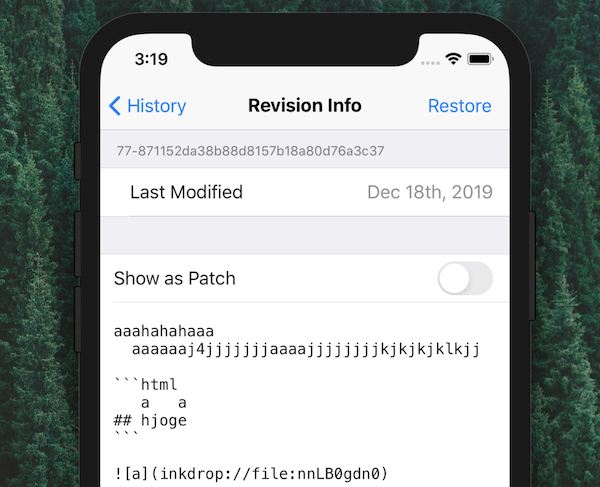 3:19
History
Revision Info
Restore
77-871152da38b88d8157b18a80d76a3c37
Last Modified
Dec 18th, 2019
Show as Patch
aaahahahaaa
  aaaaaaj4jjjjjjjaaaajjjjjjjjkjkjkjklkjj
```html
   a   a
## hjoge
```
![a](inkdrop://file:nnLB0gdn0)